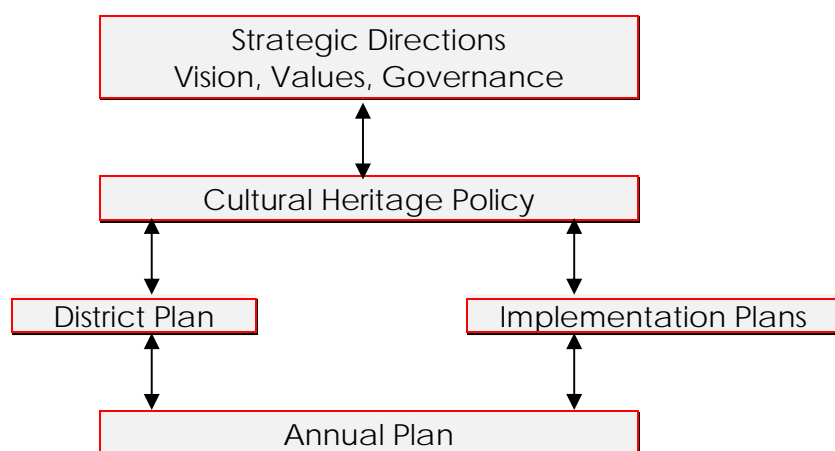 Strategic Directions
Vision, Values, Governance
Cultural Heritage Policy
District Plan
Implementation Plans
Annual Plan